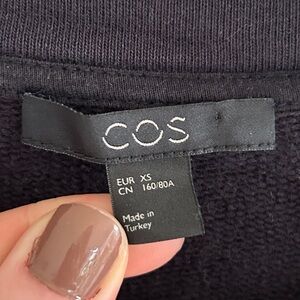 COS
EUR XS
CN 160/80A
Made in
Turkey